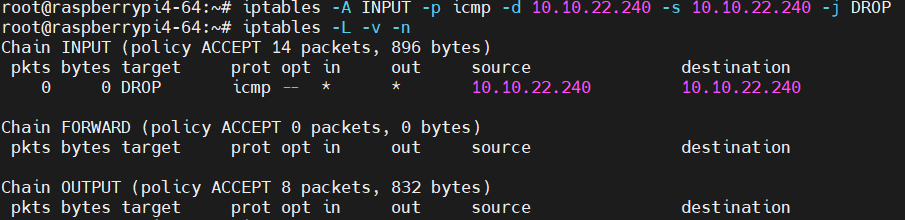 root@raspberrypi4-64:~# iptables -A INPUT -p icmp -d 10.10.22.240 -s 10.10.22.240 -j DROP
root@raspberrypi4-64:~# iptables -L -v -n
Chain INPUT (policy ACCEPT 14 packets, 896 bytes)
 pkts bytes target     prot opt in     out     source               destination
    0     0 DROP       icmp --  *      *       10.10.22.240         10.10.22.240

Chain FORWARD (policy ACCEPT 0 packets, 0 bytes)
 pkts bytes target     prot opt in     out     source               destination

Chain OUTPUT (policy ACCEPT 8 packets, 832 bytes)
 pkts bytes target     prot opt in     out     source               destination